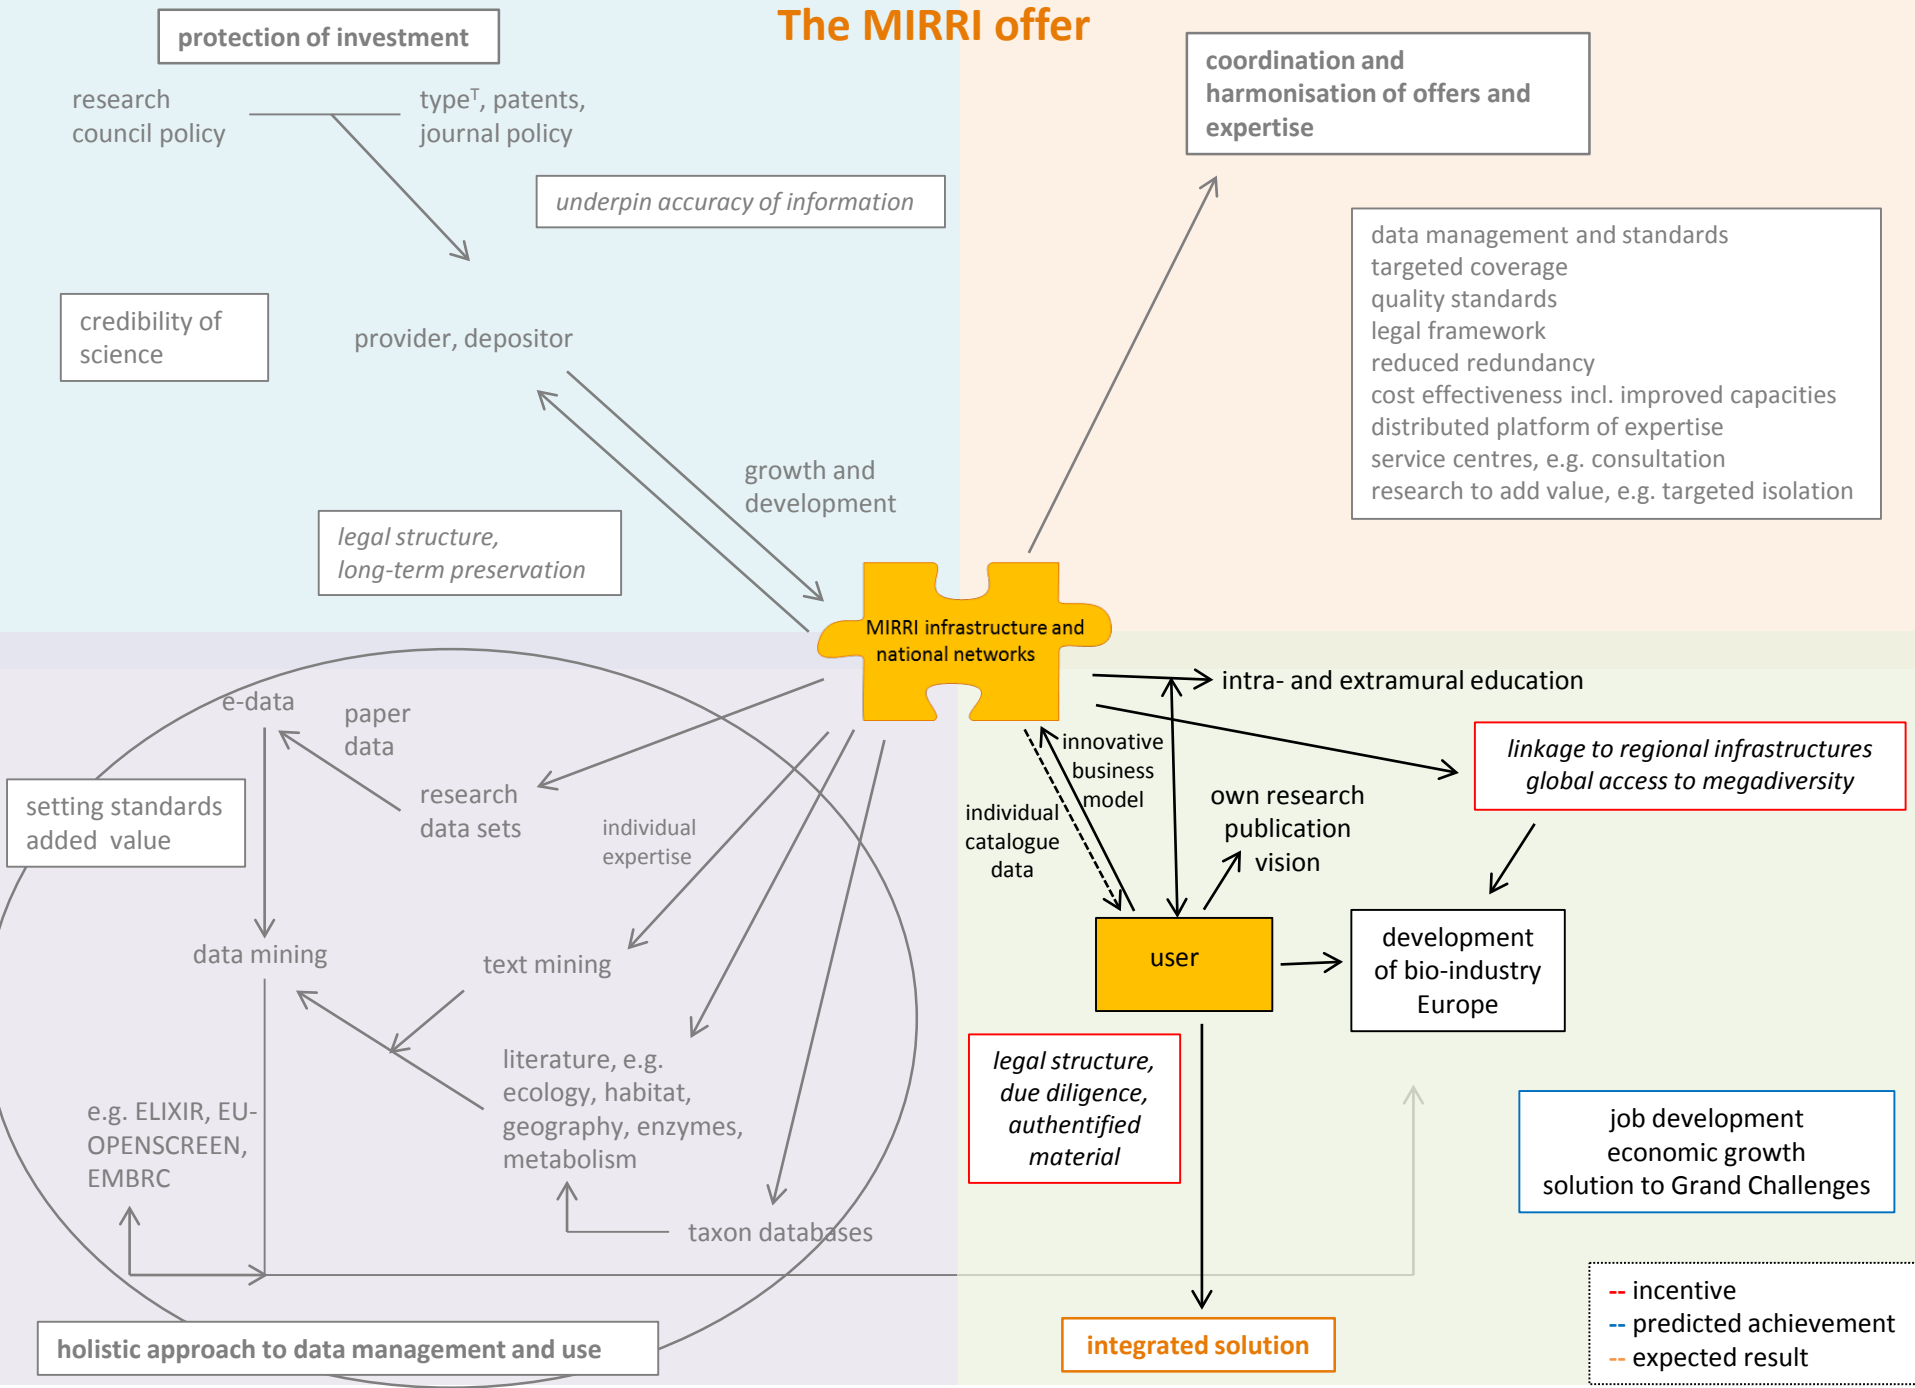 The MIRRI offer
protection of investment
research
council policy
typeᵀ, patents,
journal policy
underpin accuracy of information
credibility of
science
provider, depositor
growth and
development
legal structure,
long-term preservation
coordination and
harmonisation of offers and
expertise
data management and standards
targeted coverage
quality standards
legal framework
reduced redundancy
cost effectiveness incl. improved capacities
distributed platform of expertise
service centres, e.g. consultation
research to add value, e.g. targeted isolation
MIRRI infrastructure and
national networks
e-data
paper
data
research
data sets
setting standards
added value
individual
expertise
data mining
text mining
literature, e.g.
ecology, habitat,
geography, enzymes,
metabolism
e.g. ELIXIR, EU-
OPENSCREEN,
EMBRC
taxon databases
holistic approach to data management and use
intra- and extramural education
linkage to regional infrastructures
global access to megadiversity
innovative
business
model
individual
catalogue
data
own research
publication
vision
user
development
of bio-industry
Europe
legal structure,
due diligence,
authentified
material
job development
economic growth
solution to Grand Challenges
integrated solution
-- incentive
-- predicted achievement
-- expected result